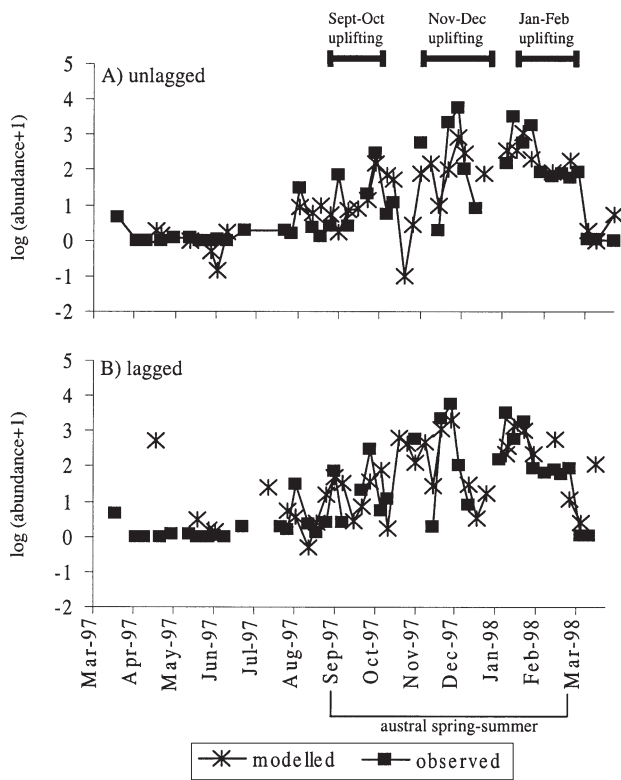 Sept-Oct
uplifting
Nov-Dec
uplifting
Jan-Feb
uplifting
A) unlagged
5
4
3
2
1
0
-1
-2
log (abundance+1)
B) lagged
5
4
3
2
1
0
-1
-2
log (abundance+1)
Mar-97
Apr-97
May-97
Jun-97
Jul-97
Aug-97
Sep-97
Oct-97
Nov-97
Dec-97
Jan-98
Feb-98
Mar-98
austral spring-summer
modelled
observed